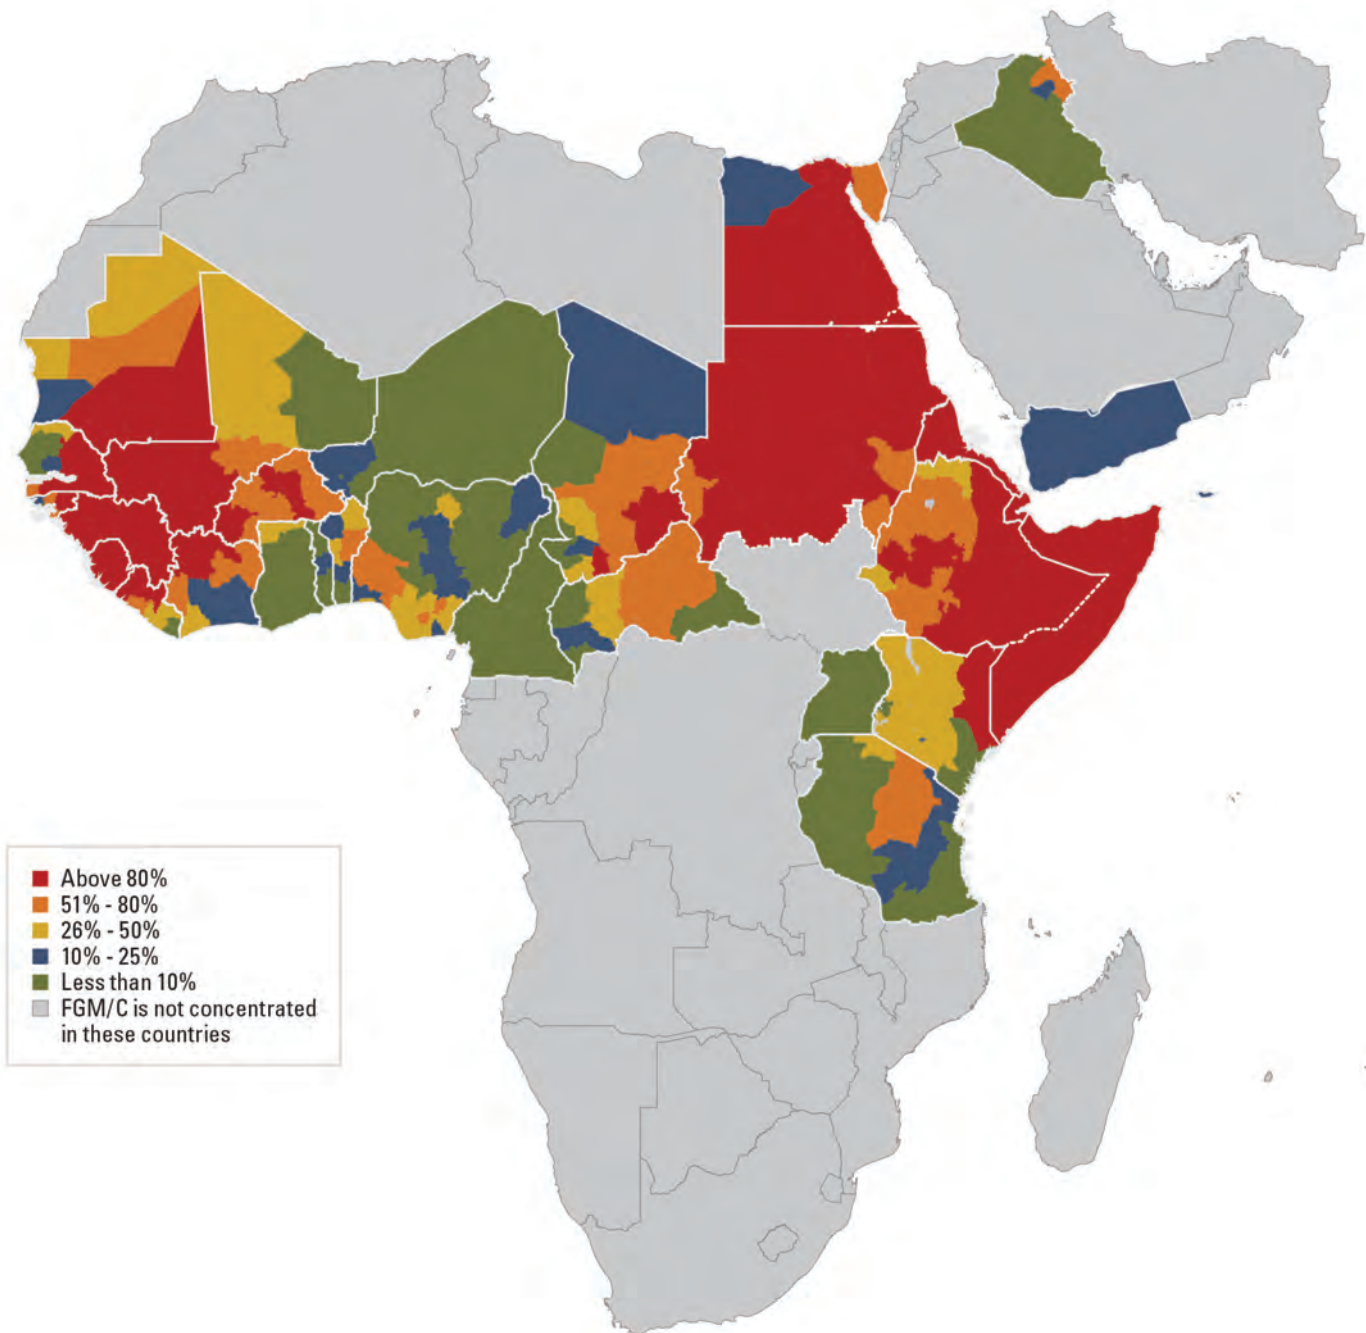 Above 80%
51% - 80%
26% - 50%
10% - 25%
Less than 10%
FGM/C is not concentrated
in these countries